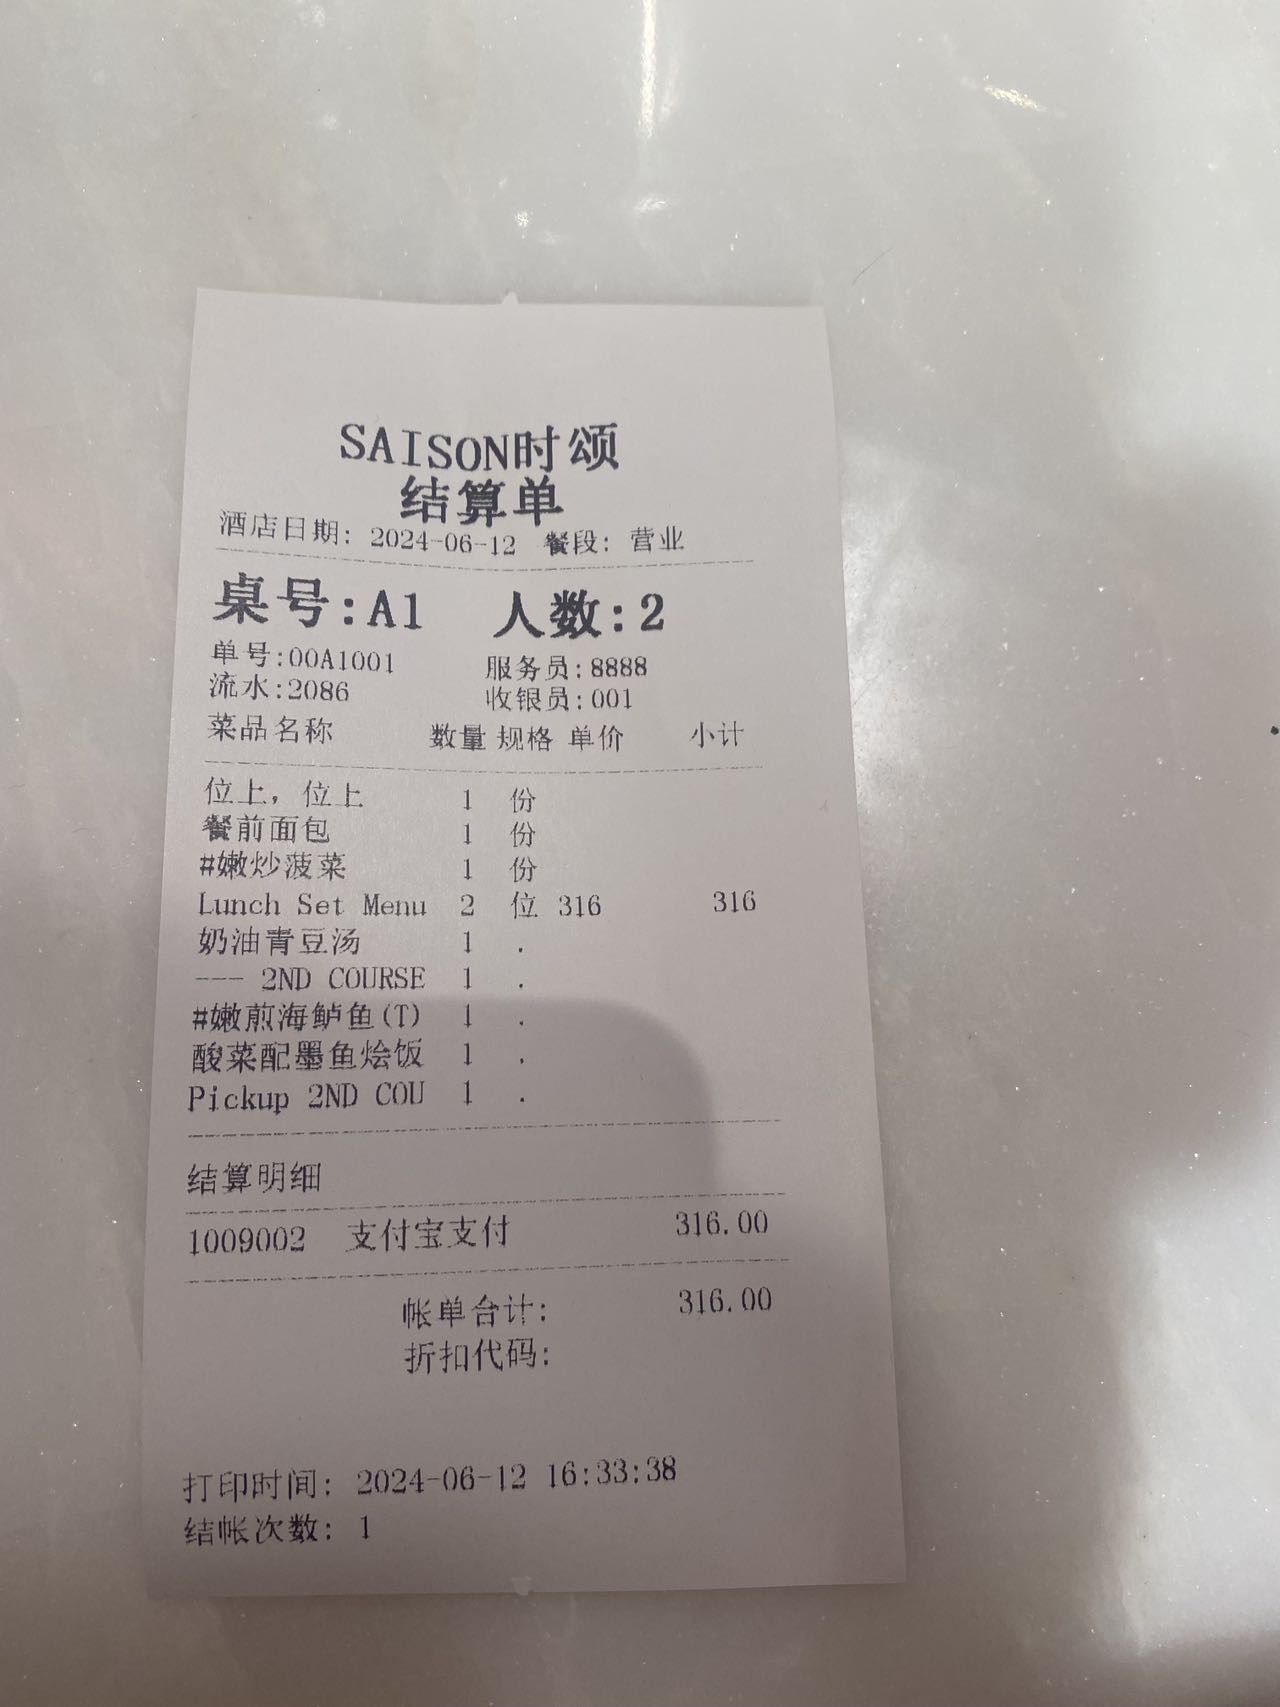 SAISON时颂
结算单
酒店日期: 2024-06-12 餐段: 营业
桌号:A1 人数:2
单号:00A1001 服务员:8888
流水:2086 收银员:001
菜品名称 数量 规格 单价 小计
位上，位上 1 份
餐前面包 1 份
#嫩炒菠菜 1 份
Lunch Set Menu 2 位 316 316
奶油青豆汤 1 .
--- 2ND COURSE 1 .
#嫩煎海鲈鱼(T) 1 .
酸菜配墨鱼烩饭 1 .
Pickup 2ND COU 1 .
结算明细
1009002 支付宝支付 316.00
帐单合计: 316.00
折扣代码:
打印时间: 2024-06-12 16:33:38
结帐次数: 1